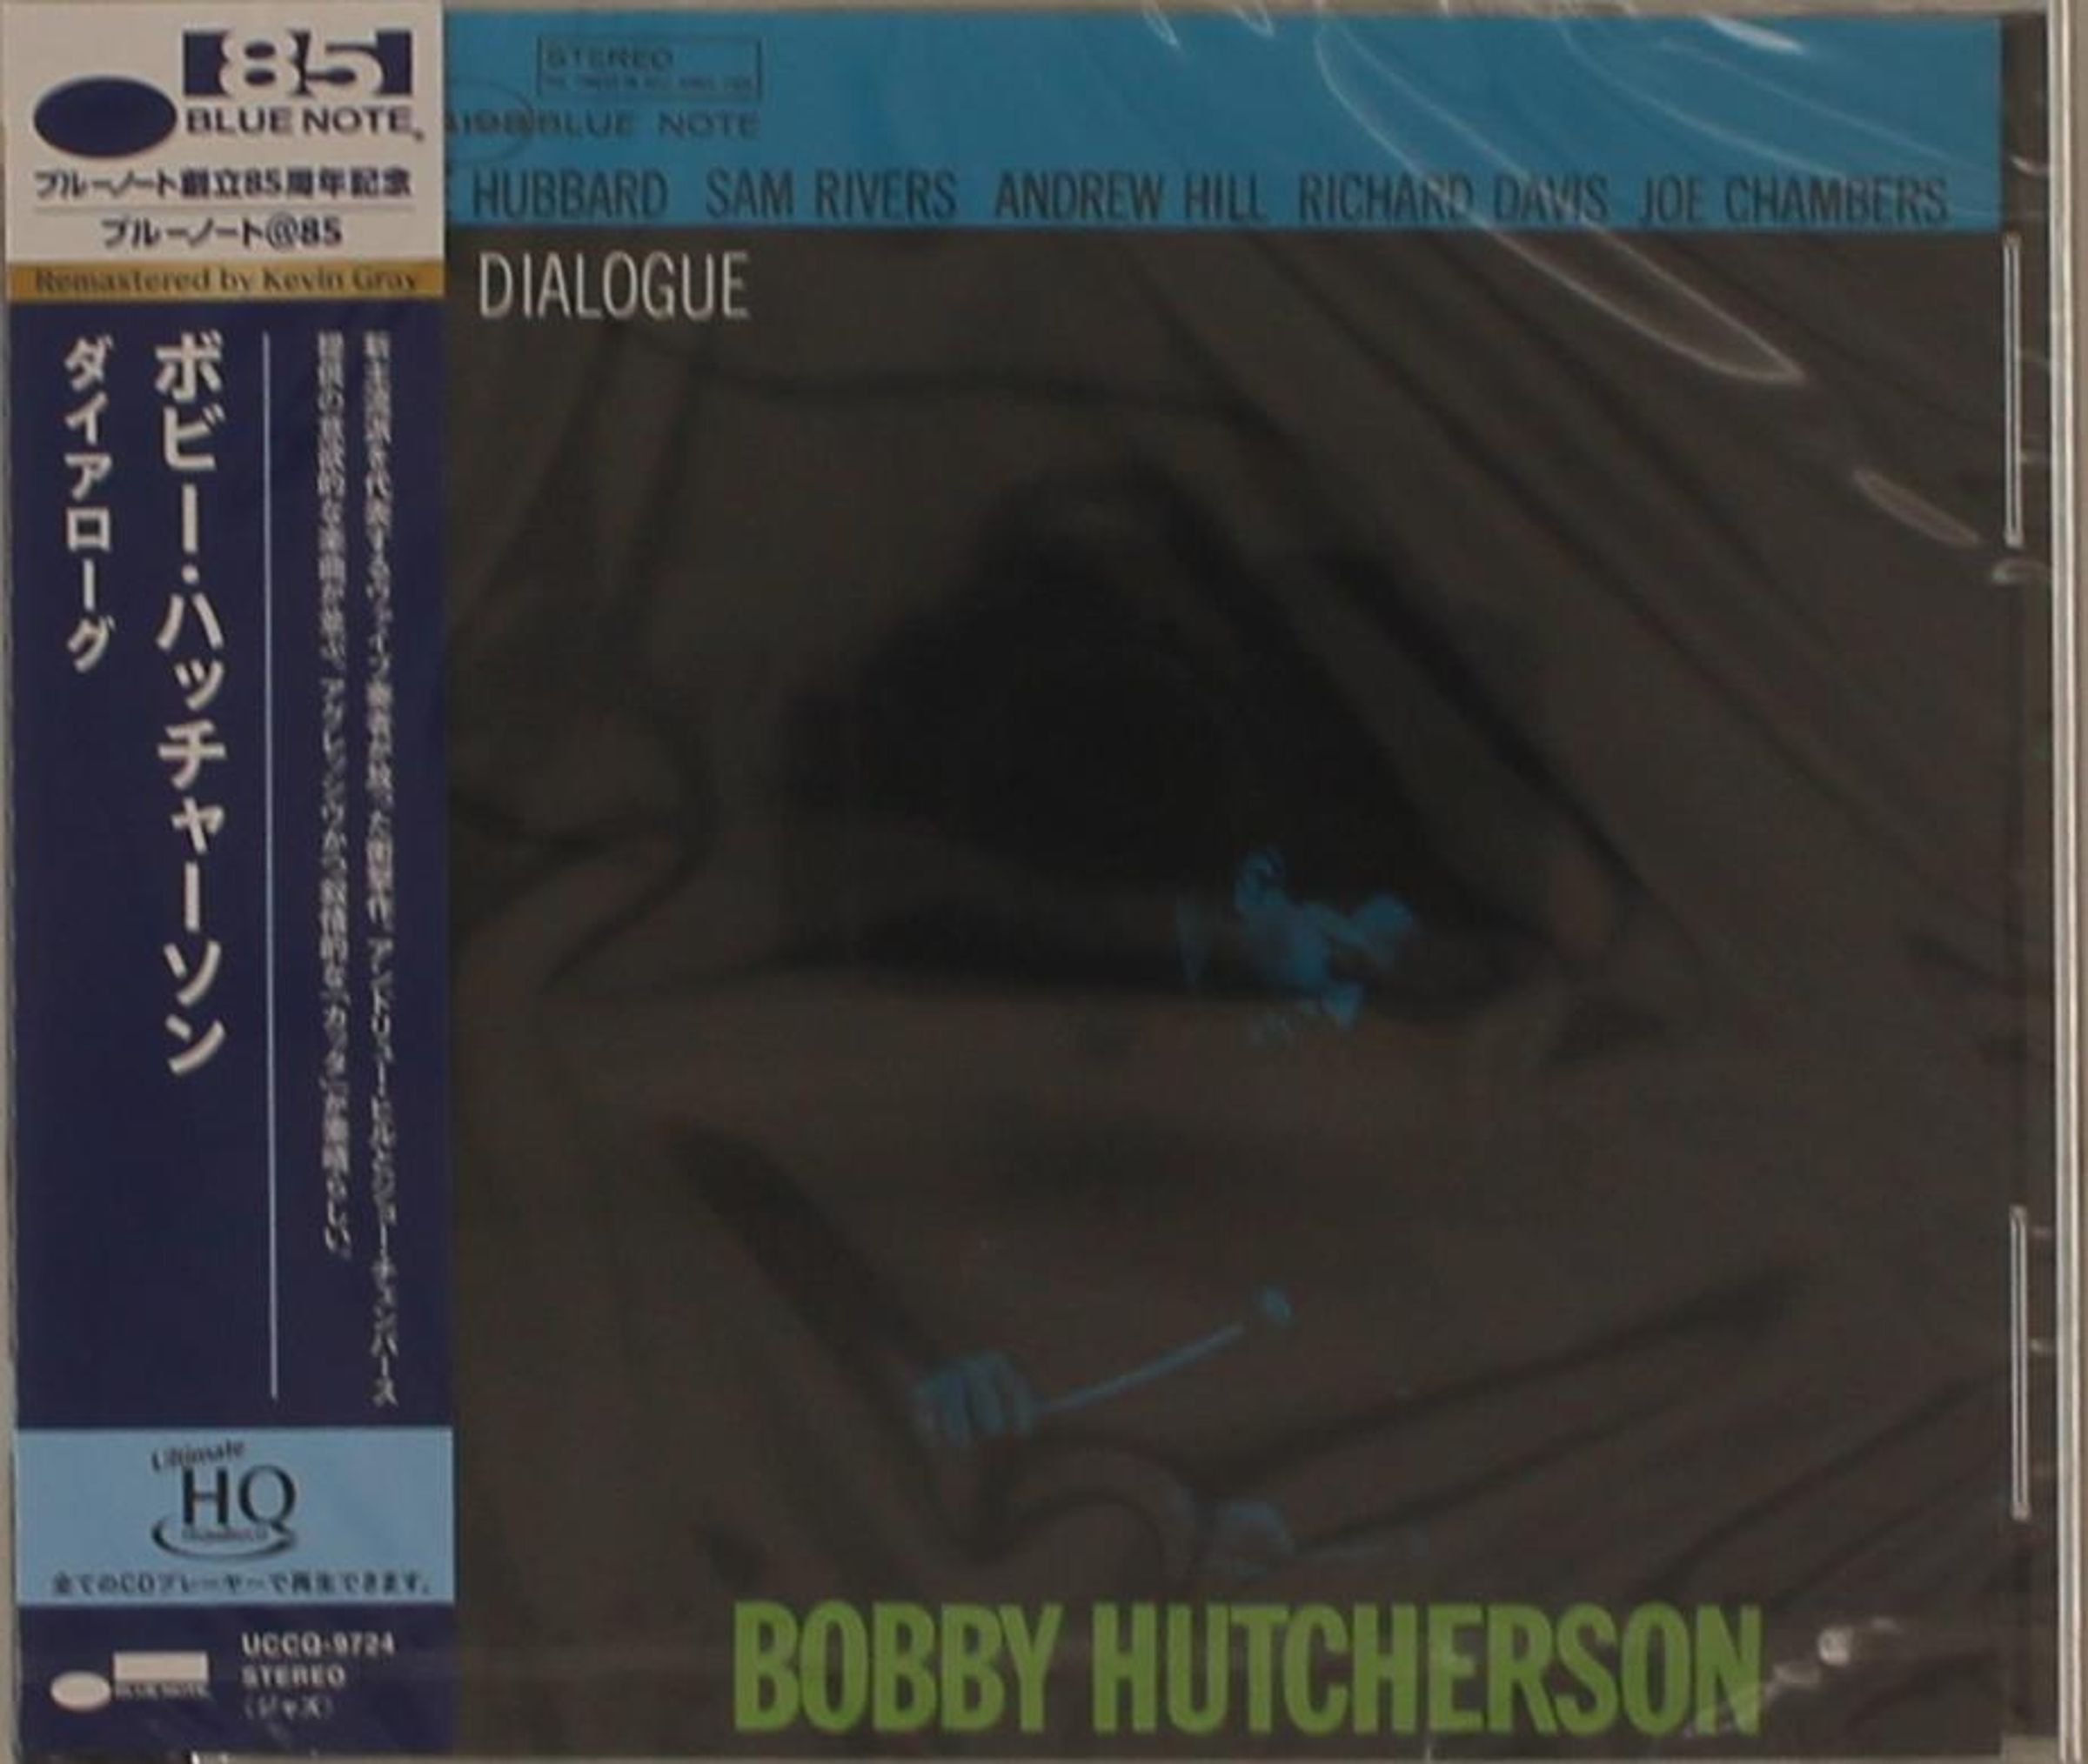 85
BLUE NOTE
ブルーノート創立85周年記念
ブルーノート@85
Remastered by Kevin Gray
ボビー・ハッチャーソン
ダイアローグ
Ultimate
HQ
全てのCDプレーヤーで再生できます。
BLUE NOTE
UCCQ-9724
STEREO
(ジャズ)
STEREO
4198 BLUE NOTE
HUBBARD SAM RIVERS ANDREW HILL RICHARD DAVIS JOE CHAMBERS
DIALOGUE
BOBBY HUTCHERSON